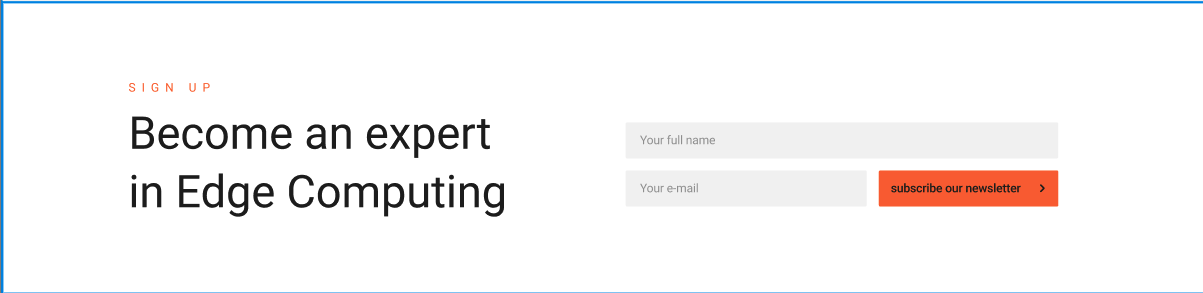 SIGN UP
Become an expert
in Edge Computing
Your full name
Your e-mail
subscribe our newsletter